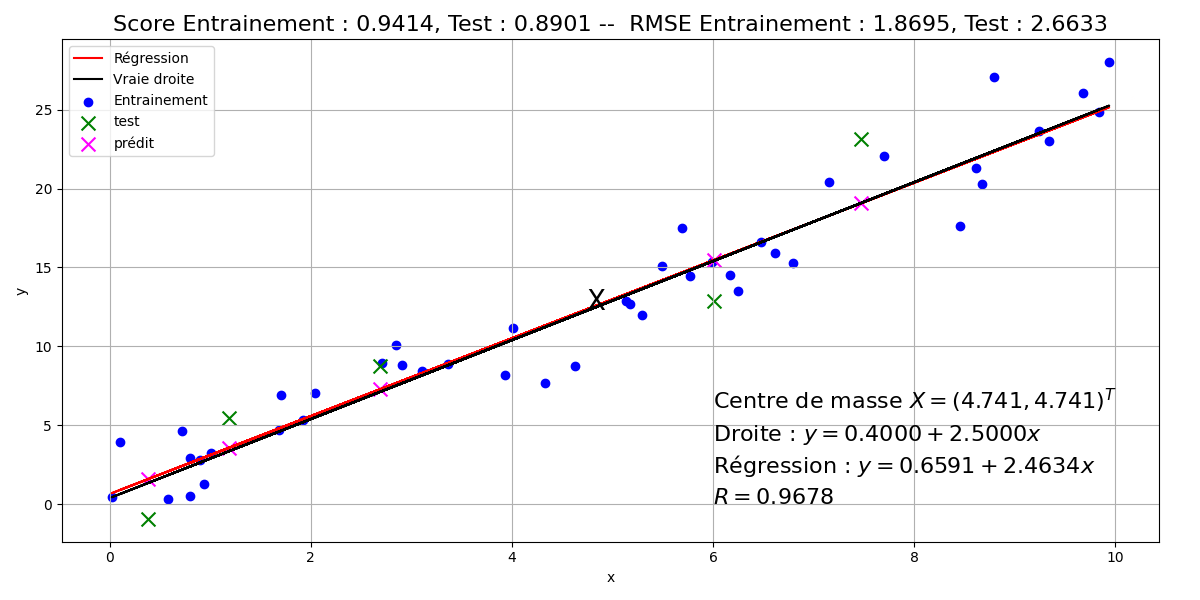 Score Entrainement : 0.9414, Test : 0.8901 --  RMSE Entrainement : 1.8695, Test : 2.6633
Régression
Vraie droite
Entrainement
test
prédit
25
20
15
10
5
0
y
X
Centre de masse X = (4.741, 4.741)^T
Droite : y = 0.4000 + 2.5000x
Régression : y = 0.6591 + 2.4634x
R = 0.9678
0 2 4 6 8 10
x